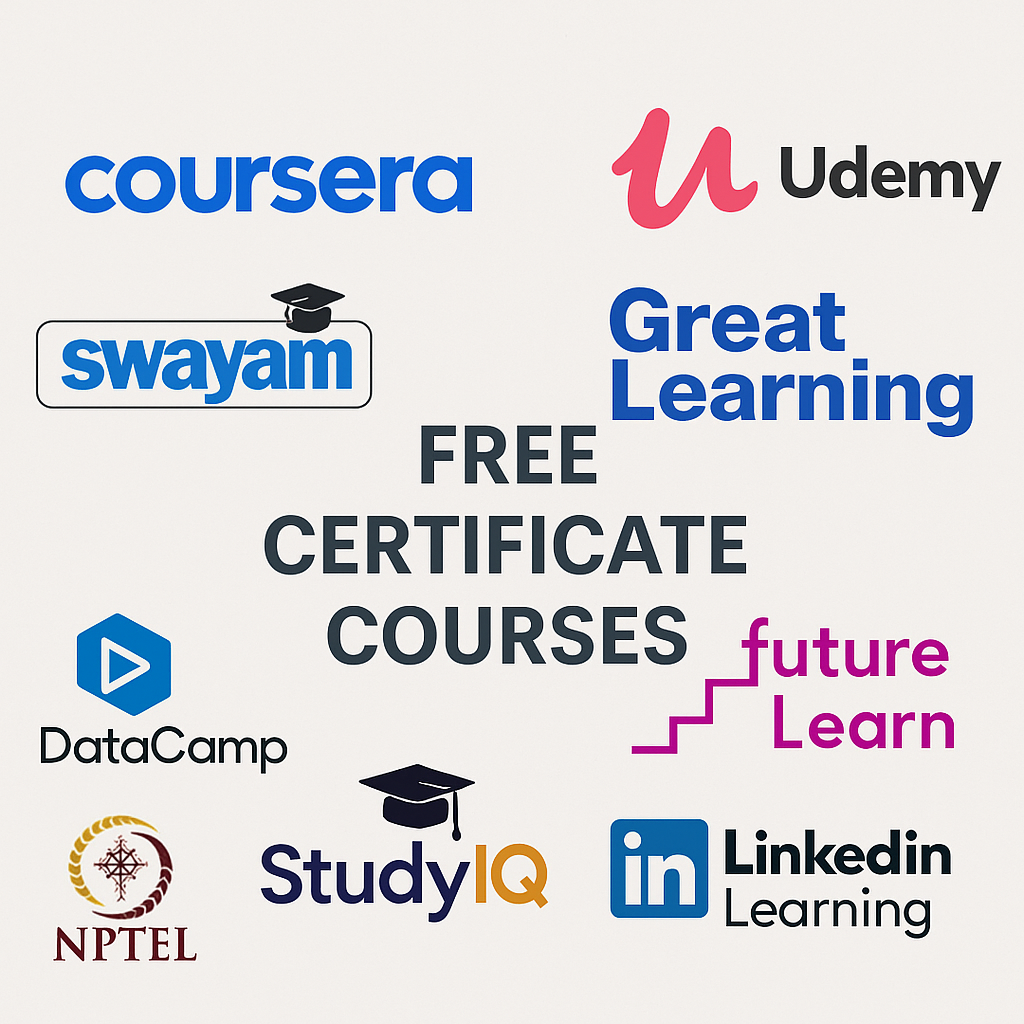 coursera
Udemy
swayam
Great
Learning
FREE
CERTIFICATE
COURSES
future
Learn
DataCamp
StudyIQ
in
Linkedin
Learning
NPTEL